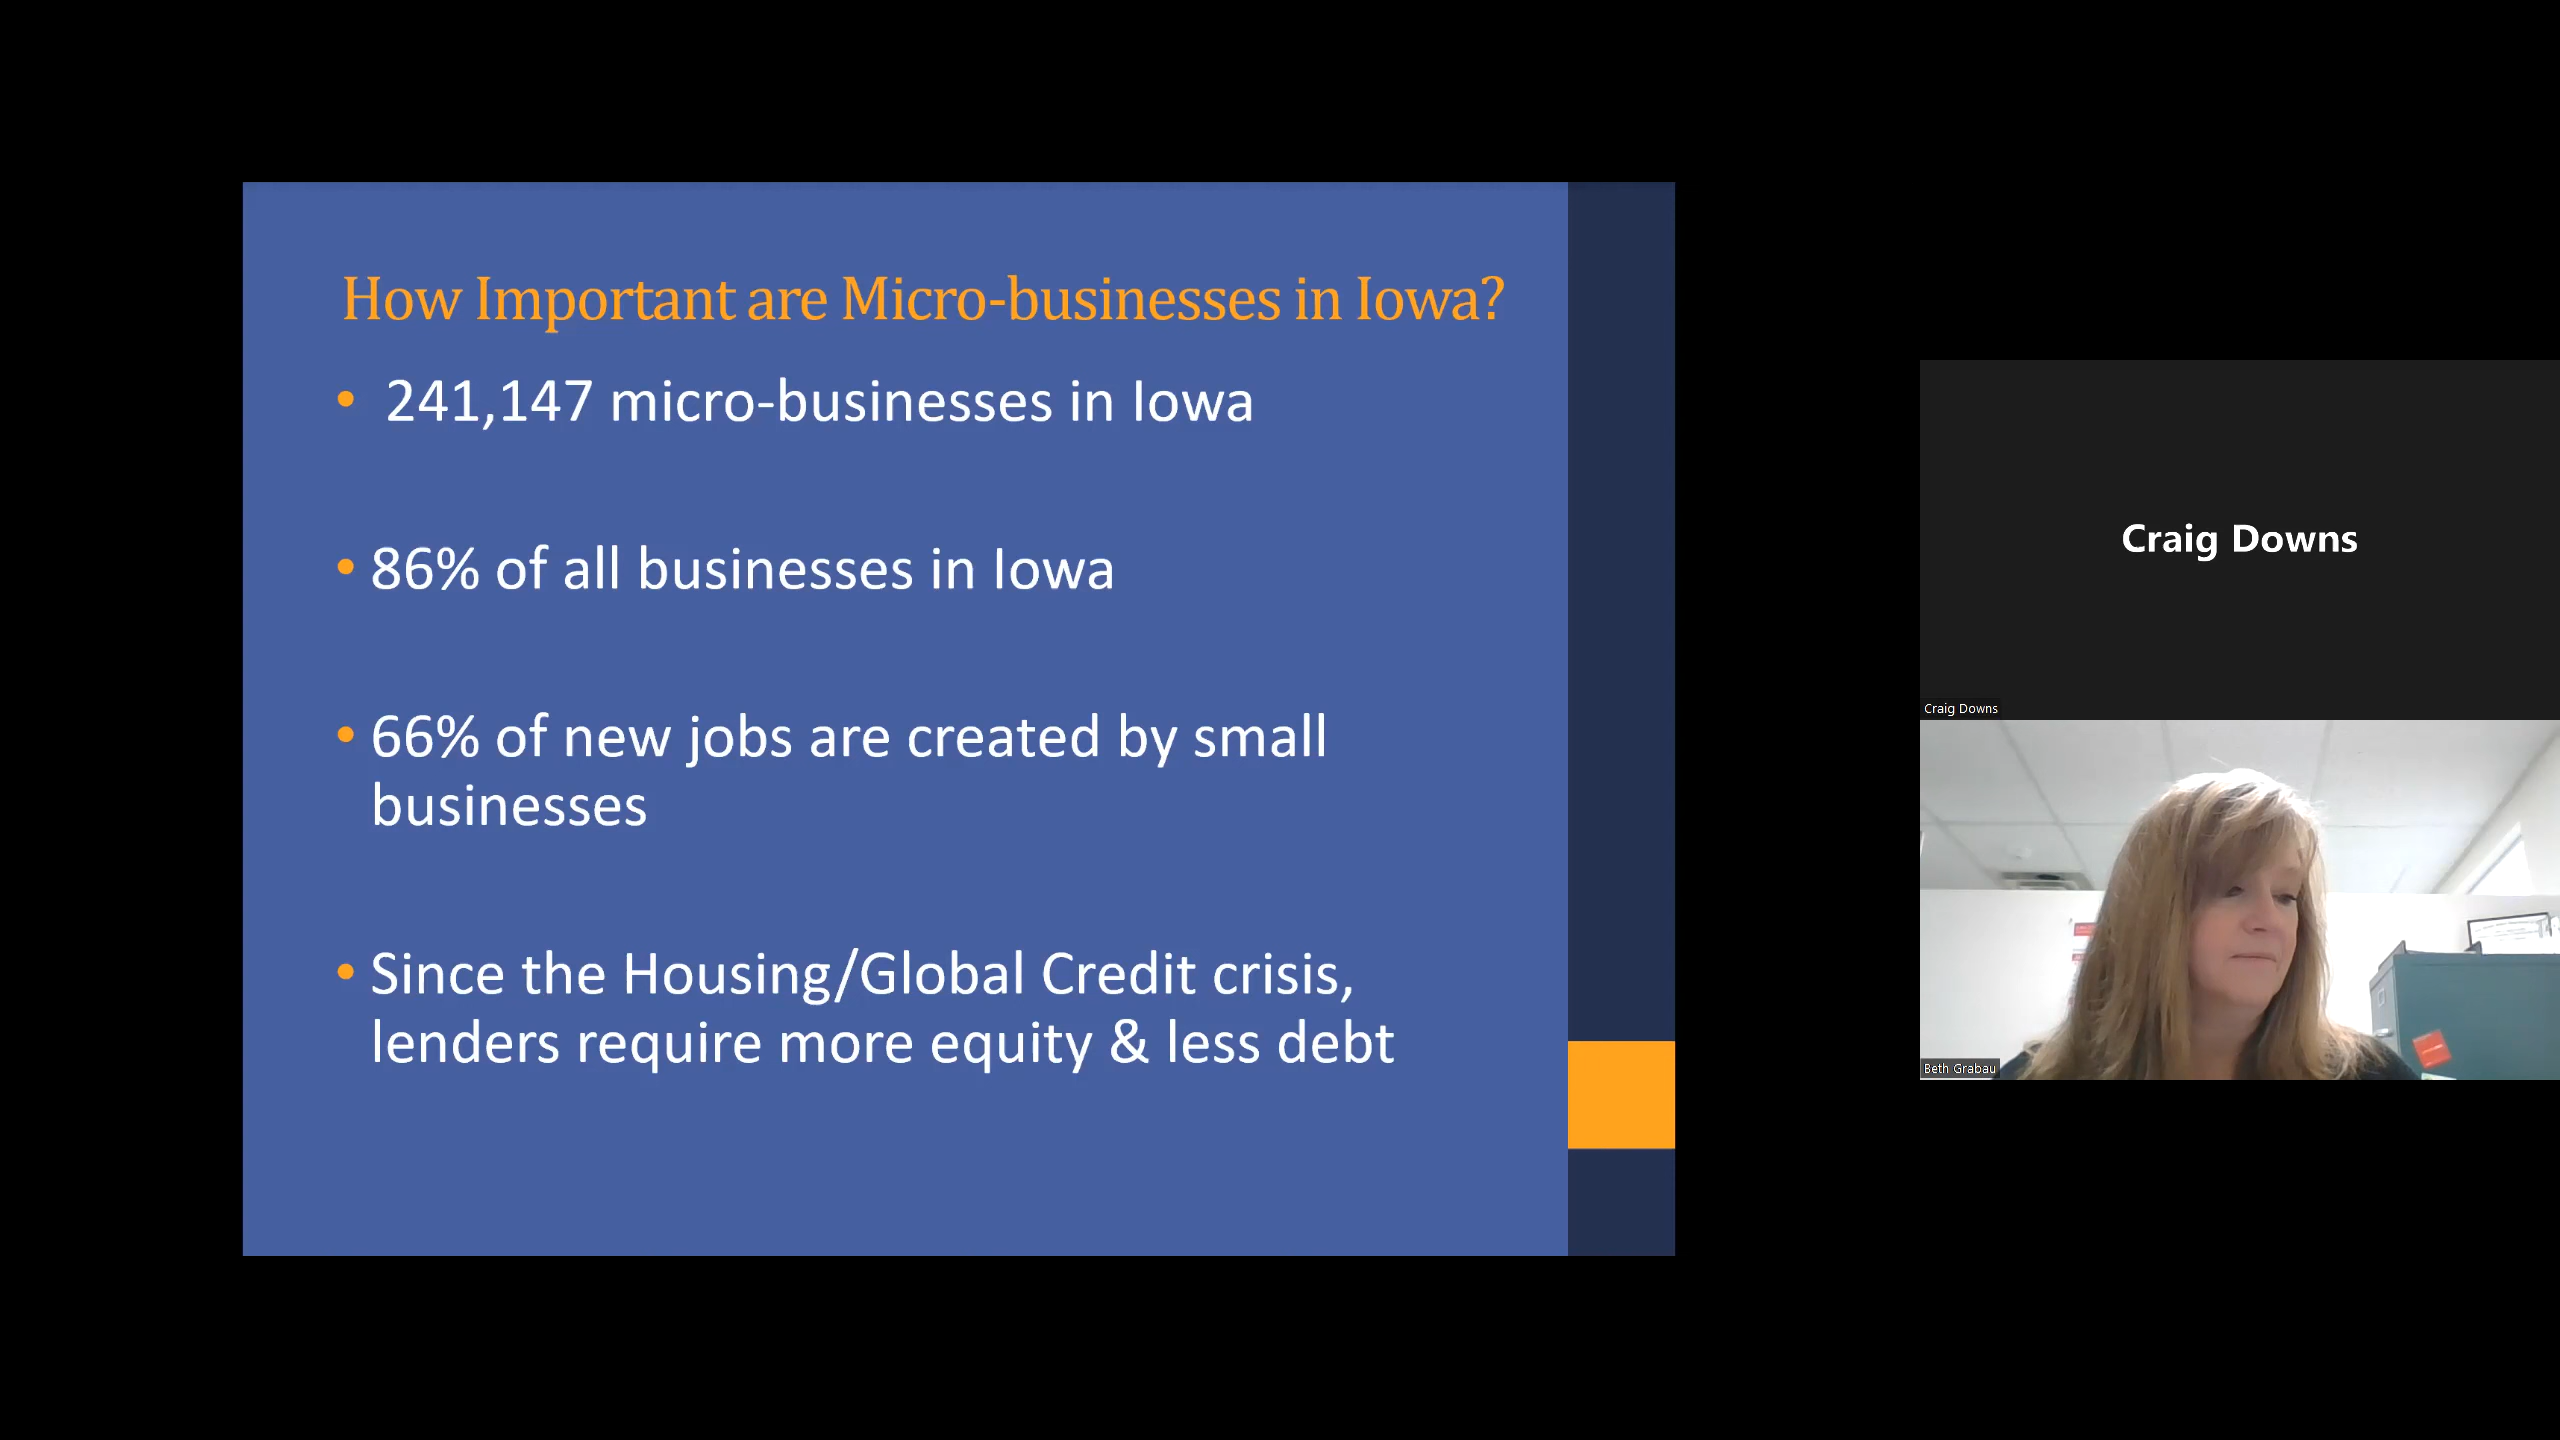 How Important are Micro-businesses in Iowa?
• 241,147 micro-businesses in Iowa
• 86% of all businesses in Iowa
• 66% of new jobs are created by small
businesses
• Since the Housing/Global Credit crisis,
lenders require more equity & less debt
Craig Downs
Craig Downs
Beth Grabau